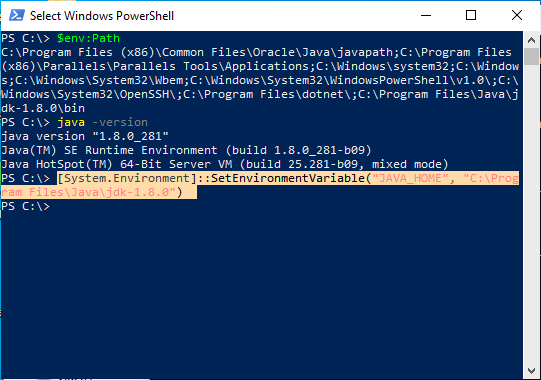 Select Windows PowerShell
PS C:\> $env:Path
C:\Program Files (x86)\Common Files\Oracle\Java\javapath;C:\Program Files
(x86)\Parallels\Parallels Tools\Applications;C:\Windows\system32;C:\Window
s;C:\Windows\System32\Wbem;C:\Windows\System32\WindowsPowerShell\v1.0\;C:\
Windows\System32\OpenSSH\;C:\Program Files\dotnet\;C:\Program Files\Java\j
dk-1.8.0\bin
PS C:\> java -version
java version "1.8.0_281"
Java(TM) SE Runtime Environment (build 1.8.0_281-b09)
Java HotSpot(TM) 64-Bit Server VM (build 25.281-b09, mixed mode)
PS C:\> [System.Environment]::SetEnvironmentVariable("JAVA_HOME", "C:\Prog
ram Files\Java\jdk-1.8.0")
PS C:\>